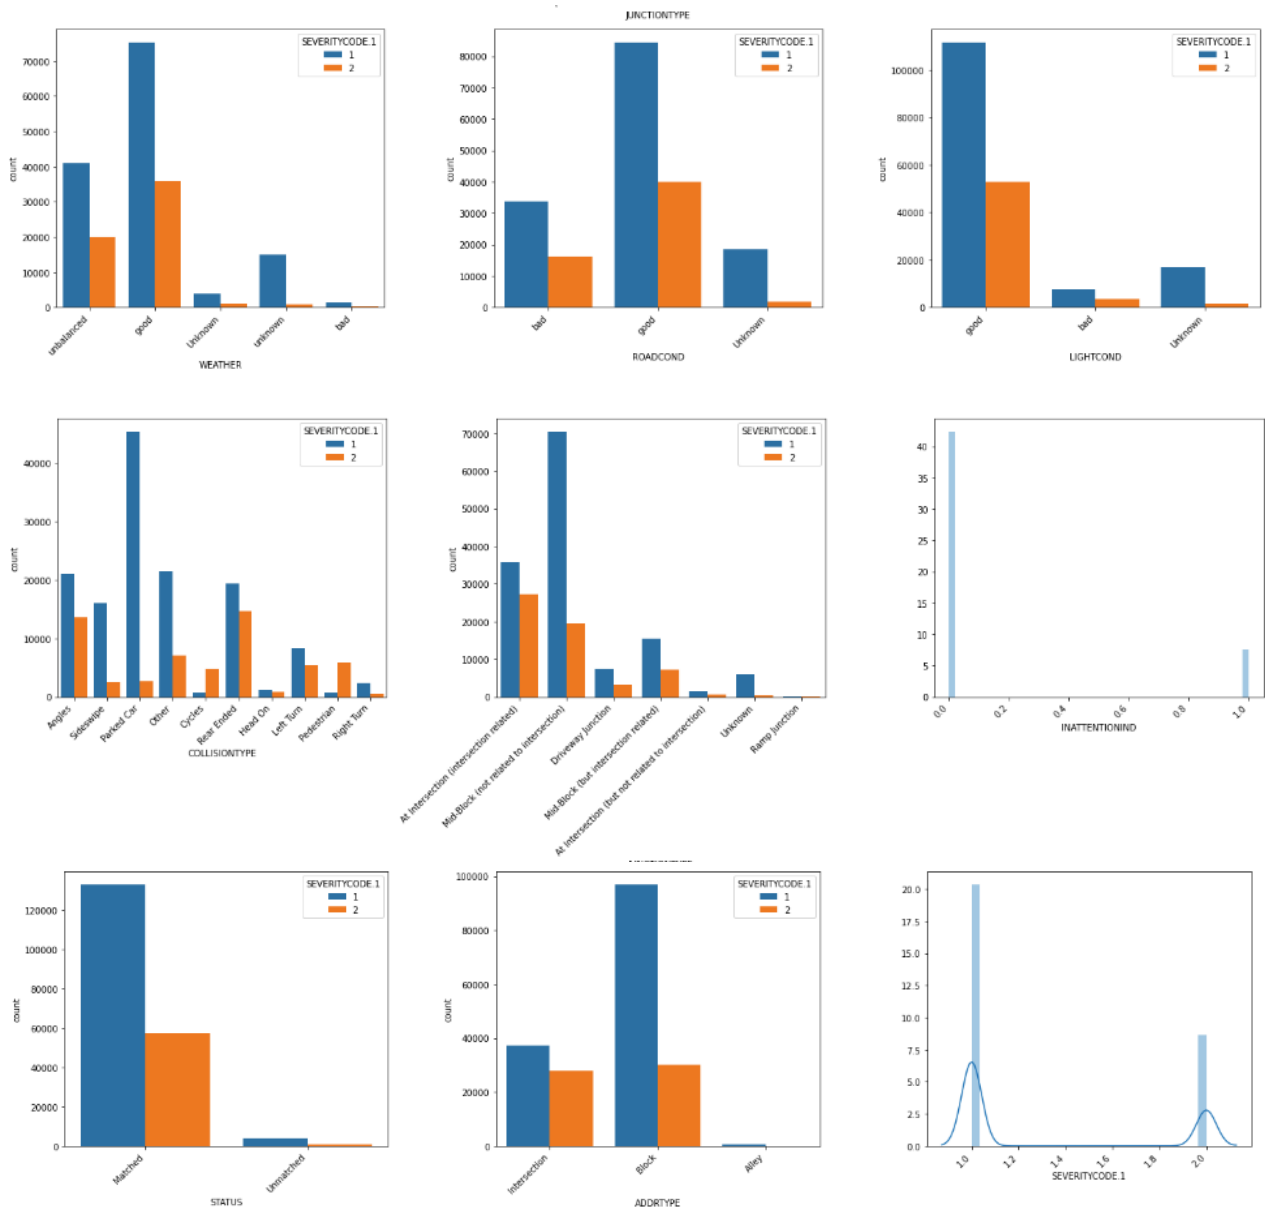 JUNCTIONTYPE
SEVERITYCODE.1
1
2
count
70000
60000
50000
40000
30000
20000
10000
0
unbalanced
good
Unknown
unknown
bad
WEATHER
SEVERITYCODE.1
1
2
count
80000
70000
60000
50000
40000
30000
20000
10000
0
bad
good
Unknown
ROADCOND
SEVERITYCODE.1
1
2
count
100000
80000
60000
40000
20000
0
good
bad
Unknown
LIGHTCOND
SEVERITYCODE.1
1
2
count
40000
30000
20000
10000
0
Angles
Sideswipe
Parked Car
Other
Cycles
Rear Ended
Head On
Left Turn
Pedestrian
Right Turn
COLLISIONTYPE
SEVERITYCODE.1
1
2
count
70000
60000
50000
40000
30000
20000
10000
0
At Intersection (intersection related)
Mid-Block (not related to intersection)
Driveway Junction
Mid-Block (but intersection related)
At Intersection (but not related to intersection)
Unknown
Ramp Junction
40
35
30
25
20
15
10
5
0
0.0
0.2
0.4
0.6
0.8
1.0
INATTENTIONIND
SEVERITYCODE.1
1
2
count
120000
100000
80000
60000
40000
20000
0
Matched
Unmatched
STATUS
SEVERITYCODE.1
1
2
count
100000
80000
60000
40000
20000
0
Intersection
Block
Alley
ADDRTYPE
20.0
17.5
15.0
12.5
10.0
7.5
5.0
2.5
0.0
1.0
1.2
1.4
1.6
1.8
2.0
SEVERITYCODE.1